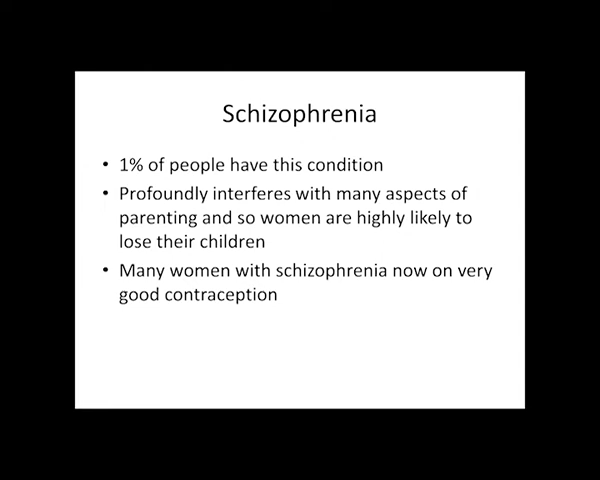 Schizophrenia
• 1% of people have this condition
• Profoundly interferes with many aspects of
parenting and so women are highly likely to
lose their children
• Many women with schizophrenia now on very
good contraception